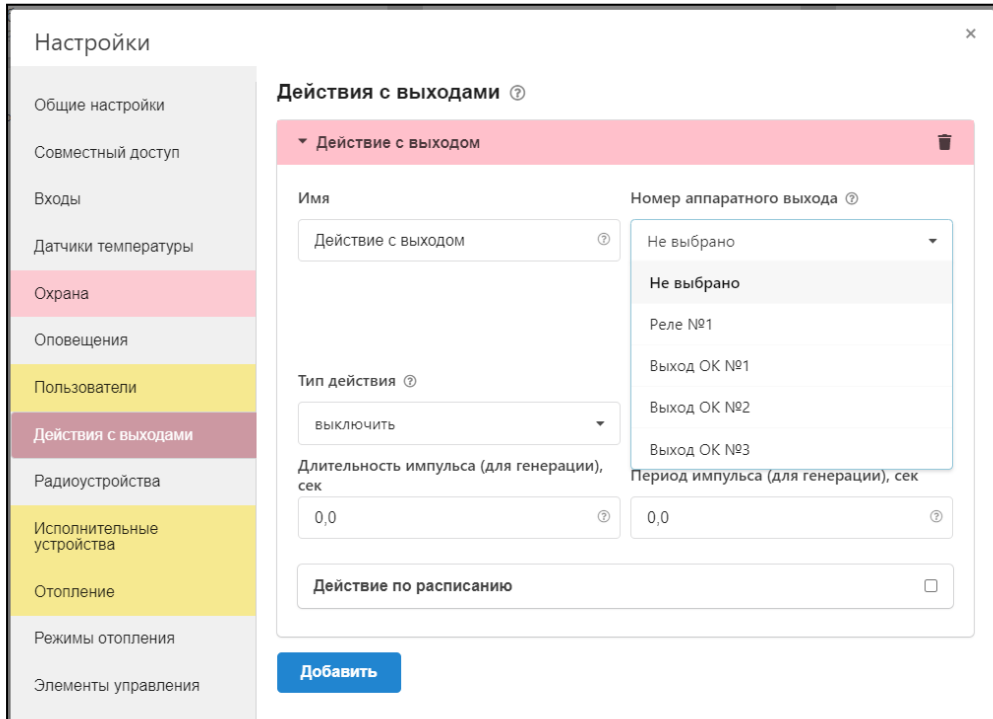 Настройки
×
Общие настройки
Совместный доступ
Входы
Датчики температуры
Охрана
Оповещения
Пользователи
Действия с выходами
Радиоустройства
Исполнительные
устройства
Отопление
Режимы отопления
Элементы управления
Действия с выходами ?
Действие с выходом
Имя
Действие с выходом ?
Номер аппаратного выхода ?
Не выбрано
Не выбрано
Реле №1
Выход ОК №1
Выход ОК №2
Выход ОК №3
Тип действия ?
выключить
Длительность импульса (для генерации),
сек
0,0 ?
Период импульса (для генерации), сек
0,0 ?
Действие по расписанию
Добавить